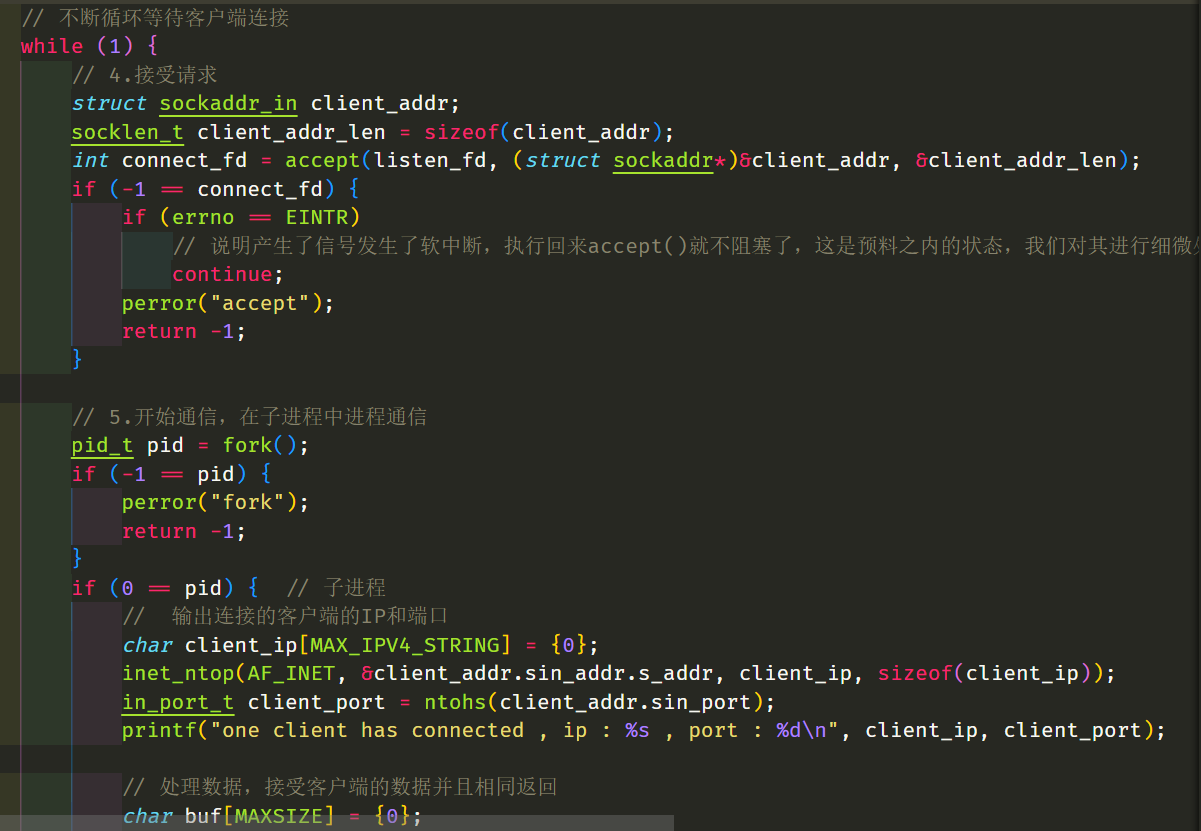 // 不断循环等待客户端连接
while (1) {
// 4.接受请求
struct sockaddr_in client_addr;
socklen_t client_addr_len = sizeof(client_addr);
int connect_fd = accept(listen_fd, (struct sockaddr*)&client_addr, &client_addr_len);
if (-1 == connect_fd) {
if (errno == EINTR)
// 说明产生了信号发生了软中断，执行回来accept()就不阻塞了，这是预料之内的状态，我们对其进行细微
continue;
perror("accept");
return -1;
}
// 5.开始通信，在子进程中进程通信
pid_t pid = fork();
if (-1 == pid) {
perror("fork");
return -1;
}
if (0 == pid) {  // 子进程
//  输出连接的客户端的IP和端口
char client_ip[MAX_IPV4_STRING] = {0};
inet_ntop(AF_INET, &client_addr.sin_addr.s_addr, client_ip, sizeof(client_ip));
in_port_t client_port = ntohs(client_addr.sin_port);
printf("one client has connected , ip : %s , port : %d\n", client_ip, client_port);
// 处理数据，接受客户端的数据并且相同返回
char buf[MAXSIZE] = {0};